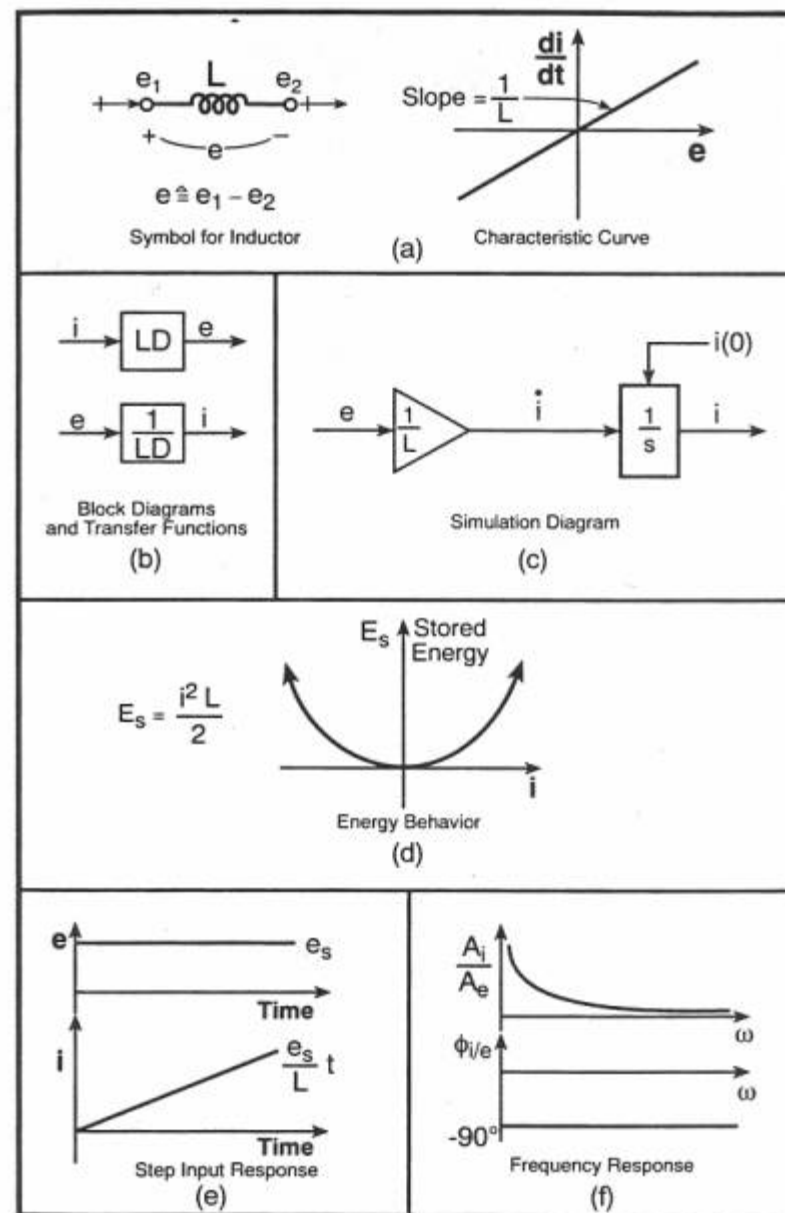 e₁ L e₂
+ e −
e ≙ e₁ − e₂
Symbol for Inductor
di
dt
Slope = 1
L
e
Characteristic Curve
(a)
i LD e
e 1 i
LD
Block Diagrams
and Transfer Functions
(b)
i(0)
e 1 i̇ 1 i
L s
Simulation Diagram
(c)
Eₛ Stored
Energy
Eₛ = i² L
2
i
Energy Behavior
(d)
e eₛ
Time
i eₛ t
L
Time
Step Input Response
(e)
Aᵢ
Aₑ
ω
ϕi/e
ω
-90°
Frequency Response
(f)